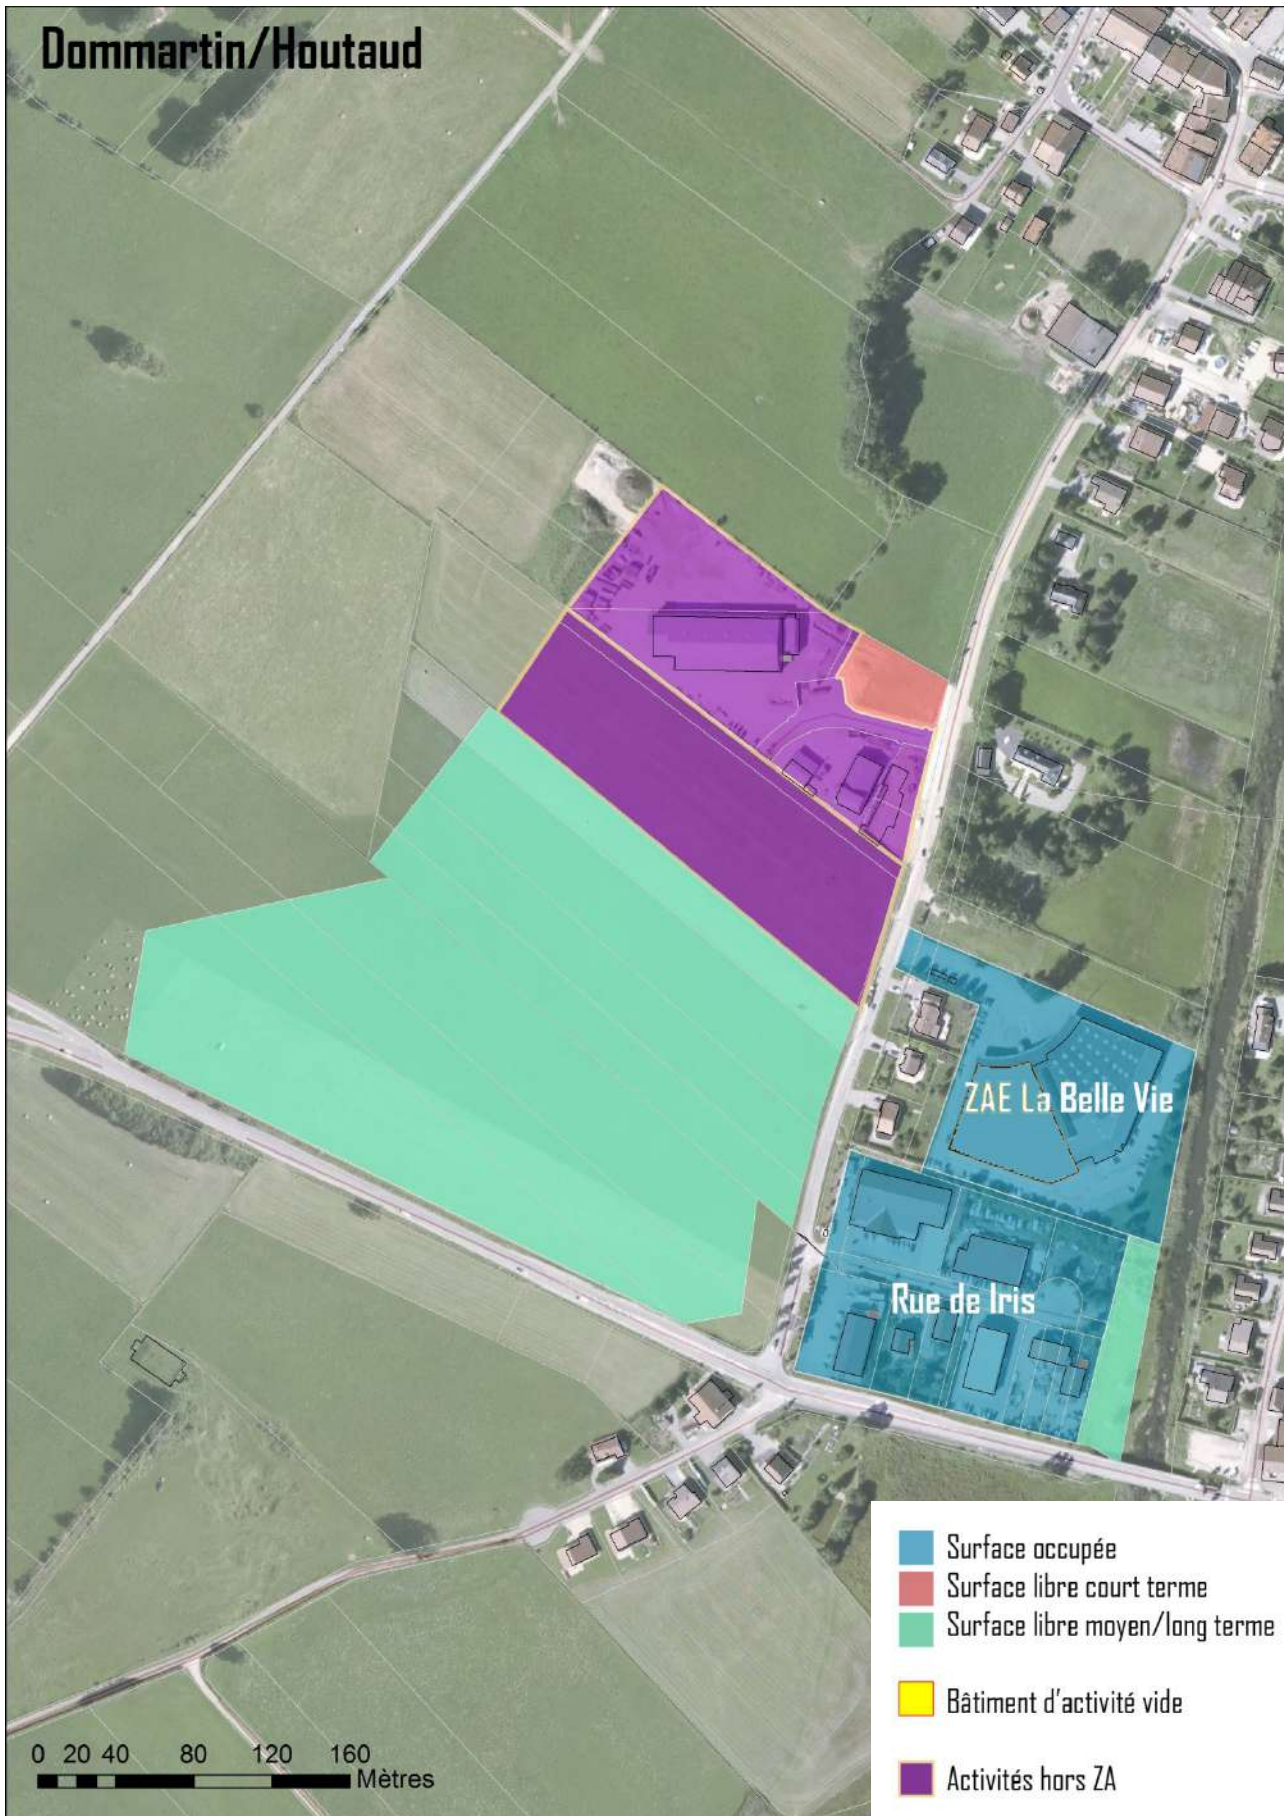 Dommartin/Houtaud
ZAE La Belle Vie
Rue de Iris
Surface occupée
Surface libre court terme
Surface libre moyen/long terme
Bâtiment d'activité vide
Activités hors ZA
0 20 40 80 120 160
Mètres